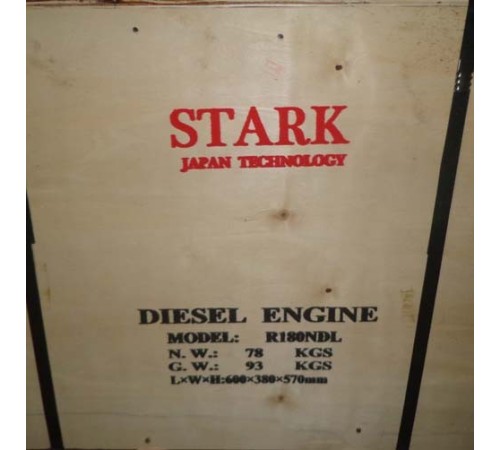 STARK
JAPAN TECHNOLOGY
DIESEL ENGINE
MODEL: R180NDL
N. W.: 78 KGS
G. W.: 93 KGS
L×W×H:600×380×570mm